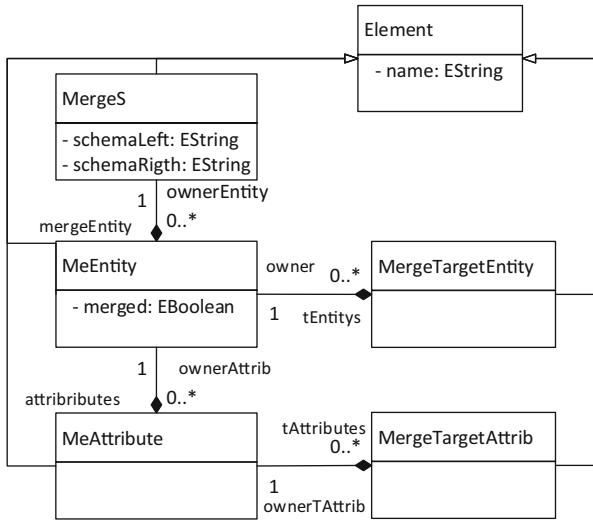 Element
- name: EString
MergeS
- schemaLeft: EString
- schemaRigth: EString
1
ownerEntity
mergeEntity
0..*
MeEntity
- merged: EBoolean
owner
0..*
1
tEntitys
MergeTargetEntity
1
ownerAttrib
attribributes
0..*
MeAttribute
tAttributes
0..*
1
ownerTAttrib
MergeTargetAttrib